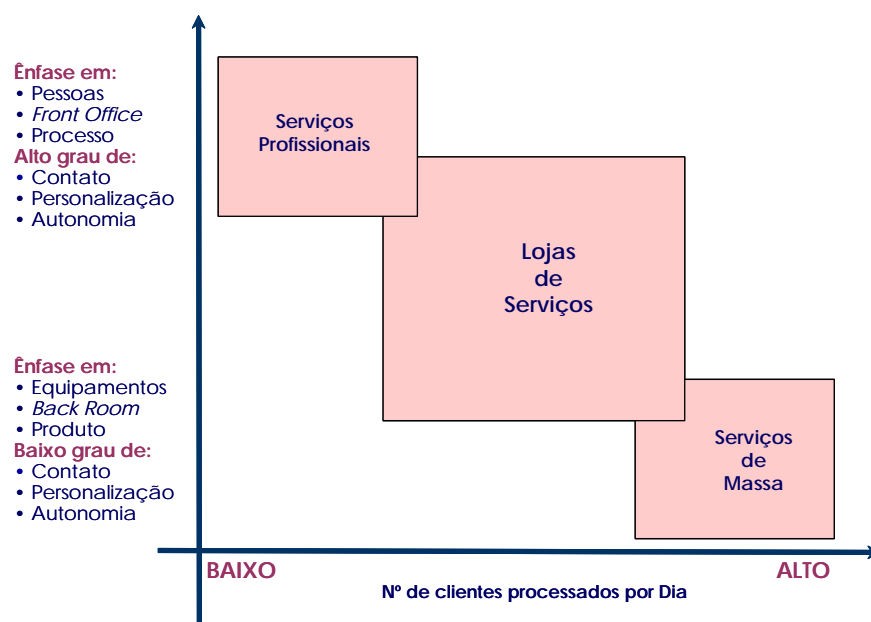 Ênfase em:
• Pessoas
• Front Office
• Processo
Alto grau de:
• Contato
• Personalização
• Autonomia
Serviços
Profissionais
Lojas
de
Serviços
Ênfase em:
• Equipamentos
• Back Room
• Produto
Baixo grau de:
• Contato
• Personalização
• Autonomia
Serviços
de
Massa
BAIXO
ALTO
Nº de clientes processados por Dia